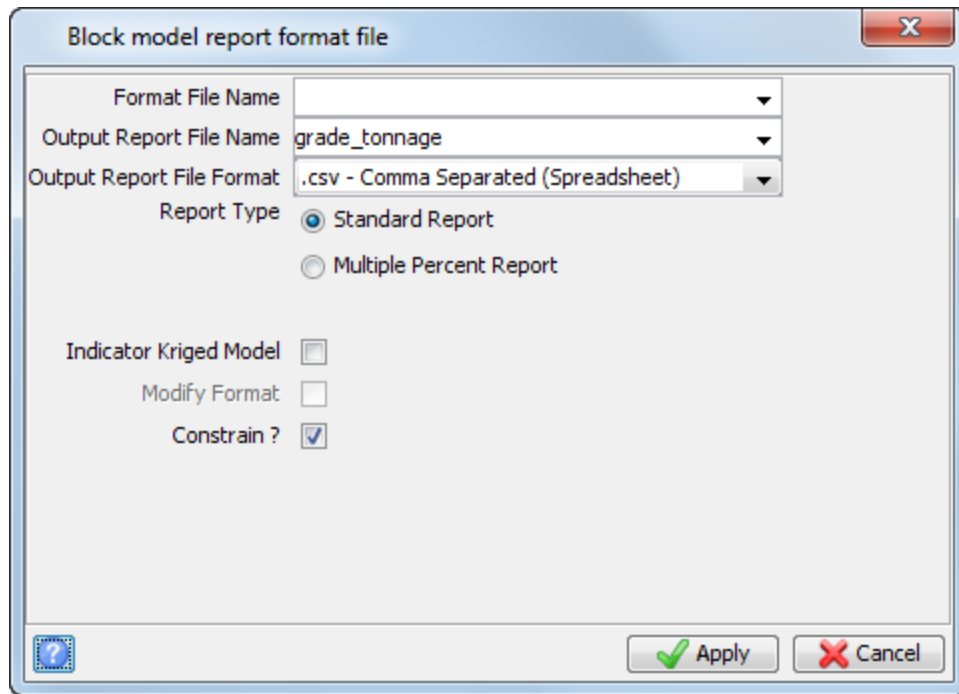 Block model report format file
Format File Name
Output Report File Name grade_tonnage
Output Report File Format .csv - Comma Separated (Spreadsheet)
Report Type Standard Report
Multiple Percent Report
Indicator Kriged Model
Modify Format
Constrain ?
? Apply Cancel